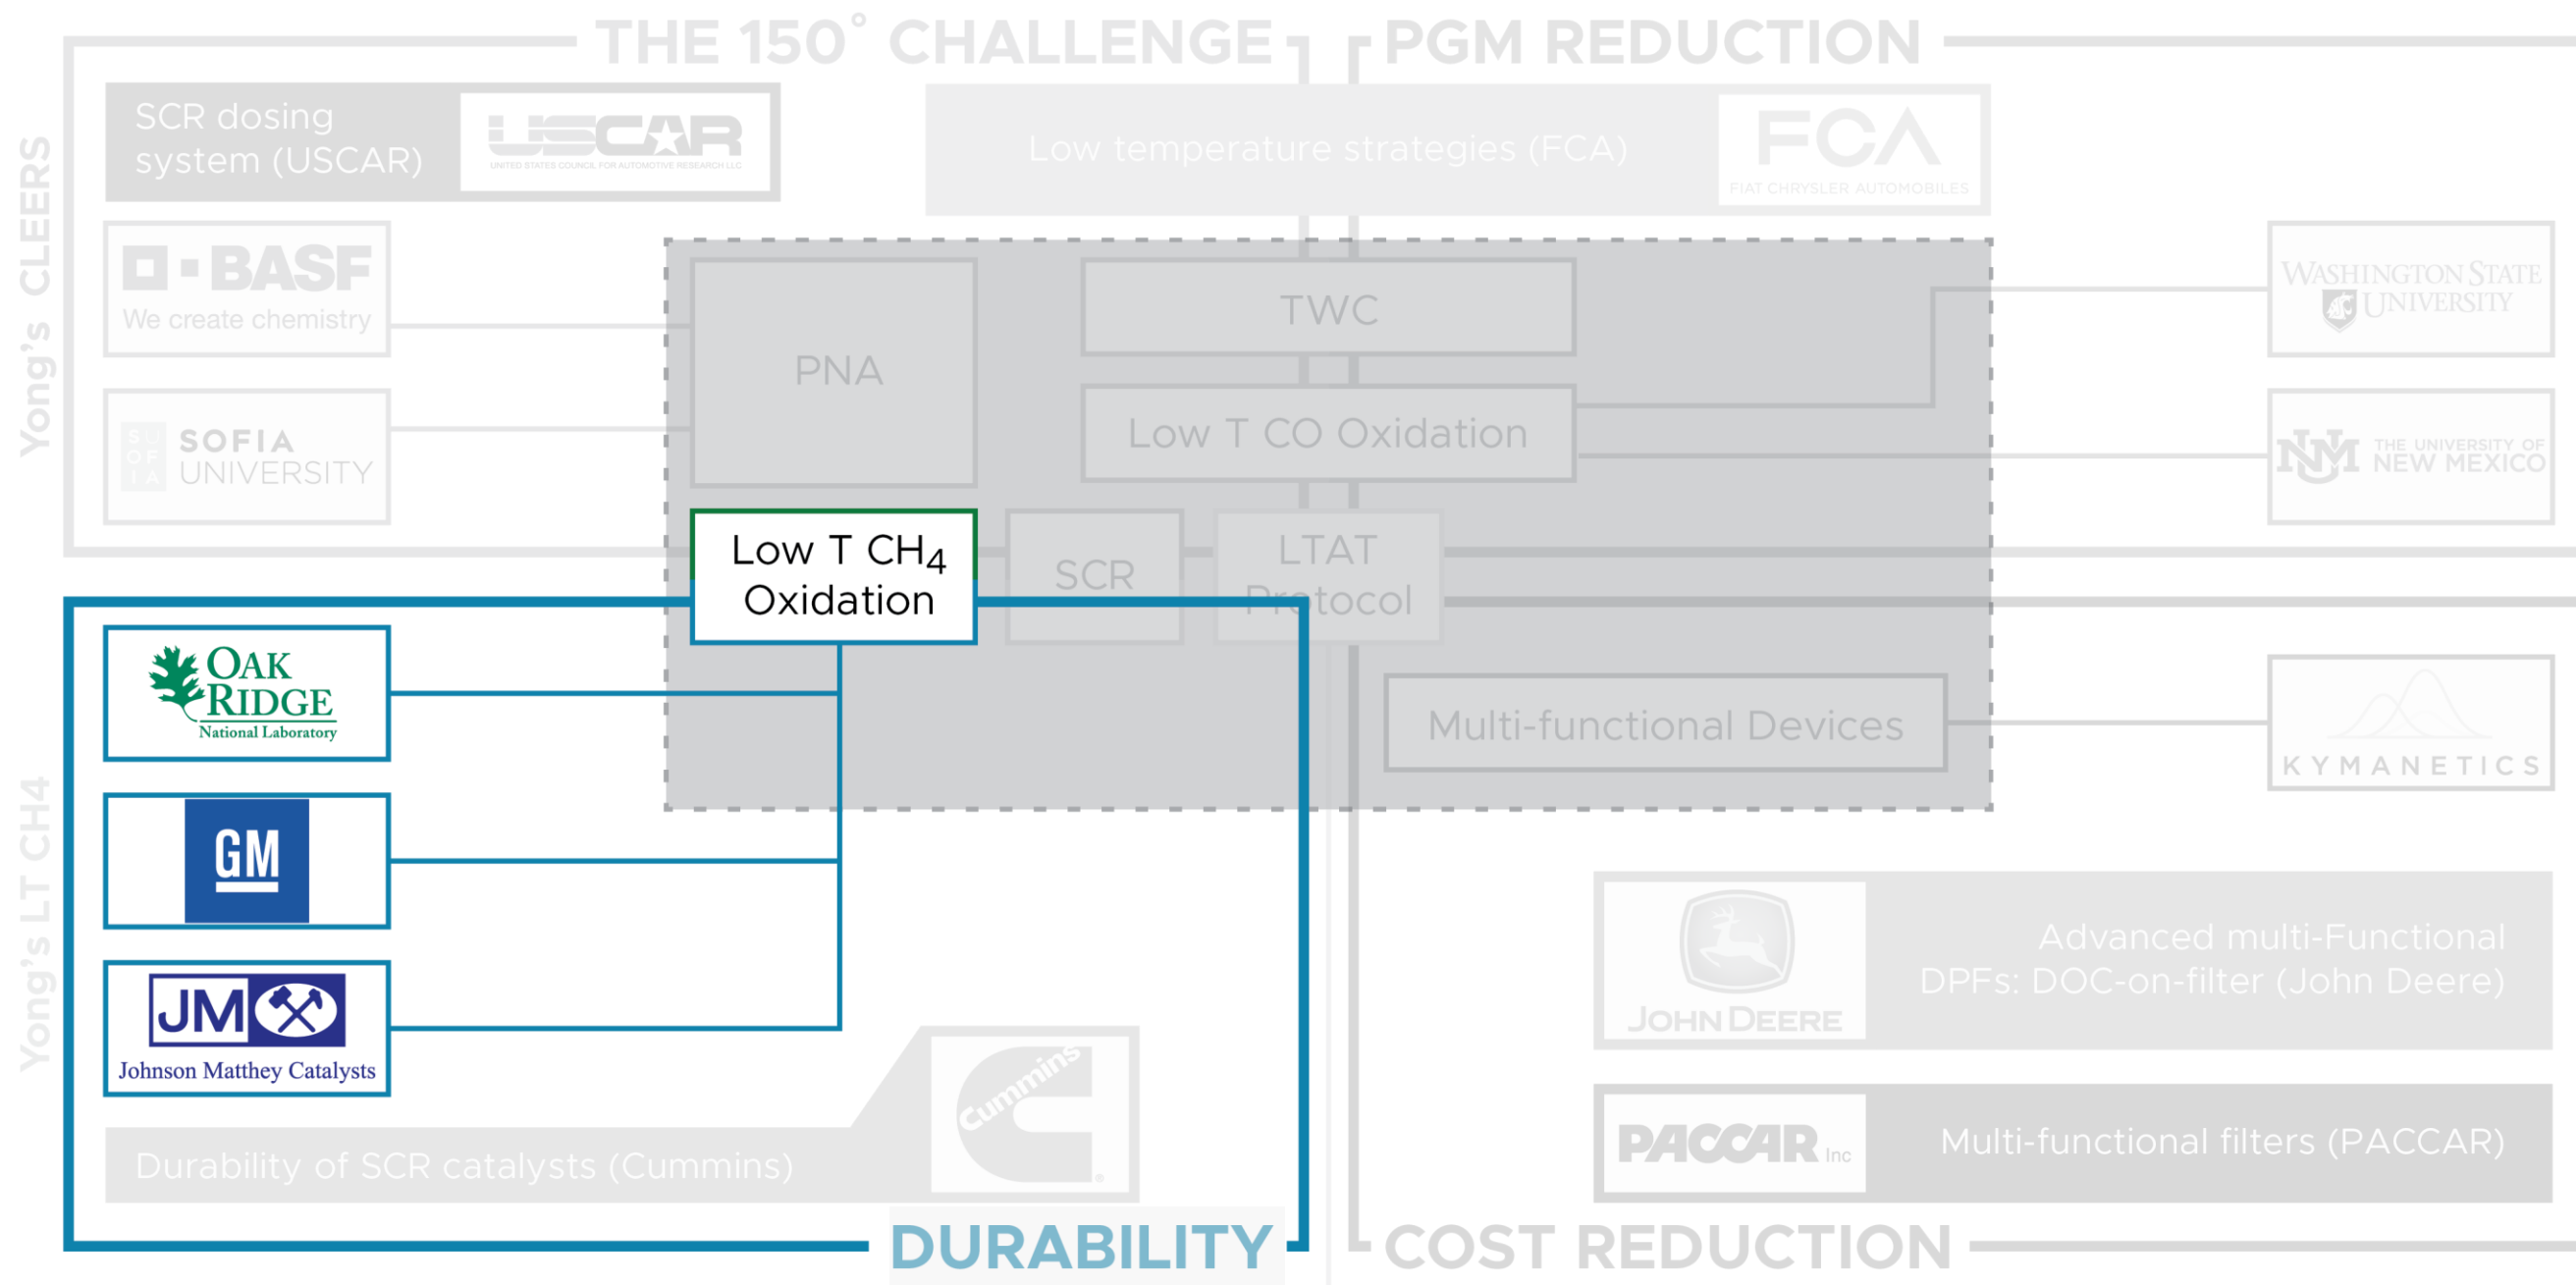 THE 150° CHALLENGE
PGM REDUCTION
Yong's CLEERS
SCR dosing
system (USCAR)
USCAR
UNITED STATES COUNCIL FOR AUTOMOTIVE RESEARCH LLC
Low temperature strategies (FCA)
FCA
FIAT CHRYSLER AUTOMOBILES
BASF
We create chemistry
SU
OF
IA
SOFIA
UNIVERSITY
PNA
TWC
Low T CO Oxidation
WASHINGTON STATE
UNIVERSITY
NM
THE UNIVERSITY OF
NEW MEXICO
Low T CH4
Oxidation
SCR
LTAT
Protocol
Multi-functional Devices
KYMANETICS
Yong's LT CH4
OAK
RIDGE
National Laboratory
GM
JM
Johnson Matthey Catalysts
Durability of SCR catalysts (Cummins)
Cummins
JOHN DEERE
Advanced multi-Functional
DPFs: DOC-on-filter (John Deere)
PACCAR Inc
Multi-functional filters (PACCAR)
DURABILITY
COST REDUCTION